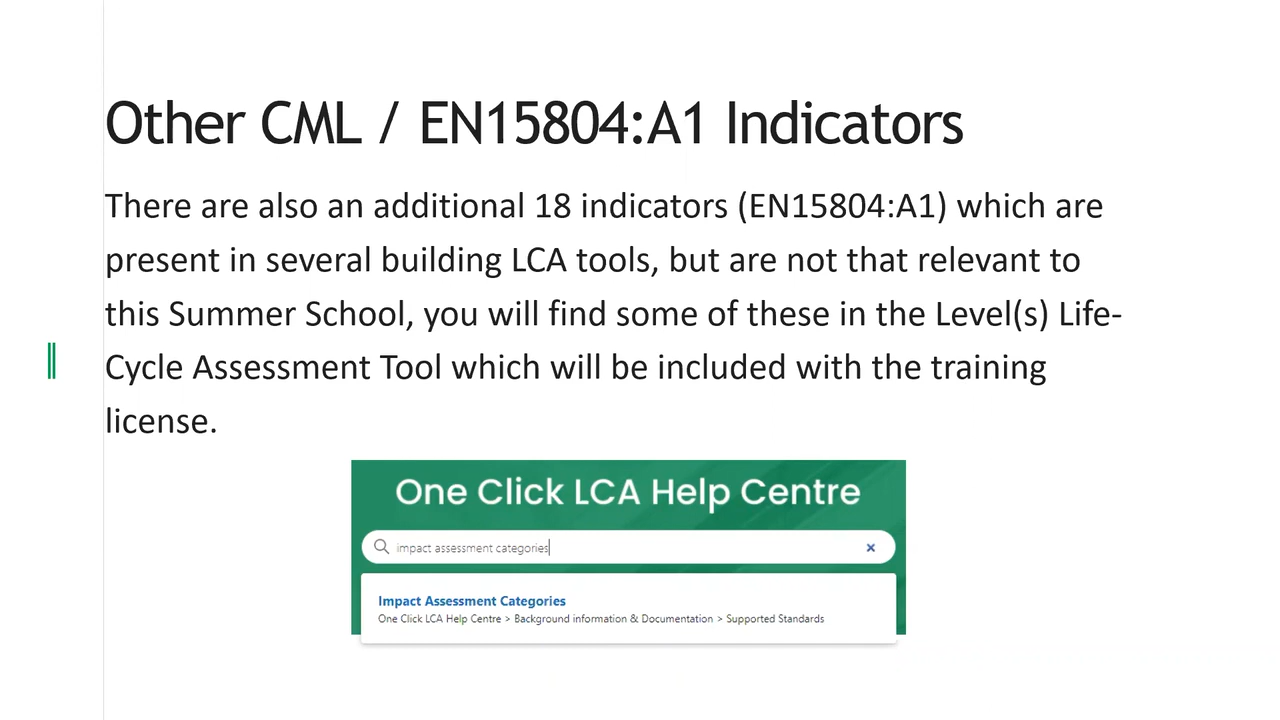 Other CML / EN15804:A1 Indicators
There are also an additional 18 indicators (EN15804:A1) which are
present in several building LCA tools, but are not that relevant to
this Summer School, you will find some of these in the Level(s) Life-
Cycle Assessment Tool which will be included with the training
license.
One Click LCA Help Centre
impact assessment categories
Impact Assessment Categories
One Click LCA Help Centre > Background information & Documentation > Supported Standards